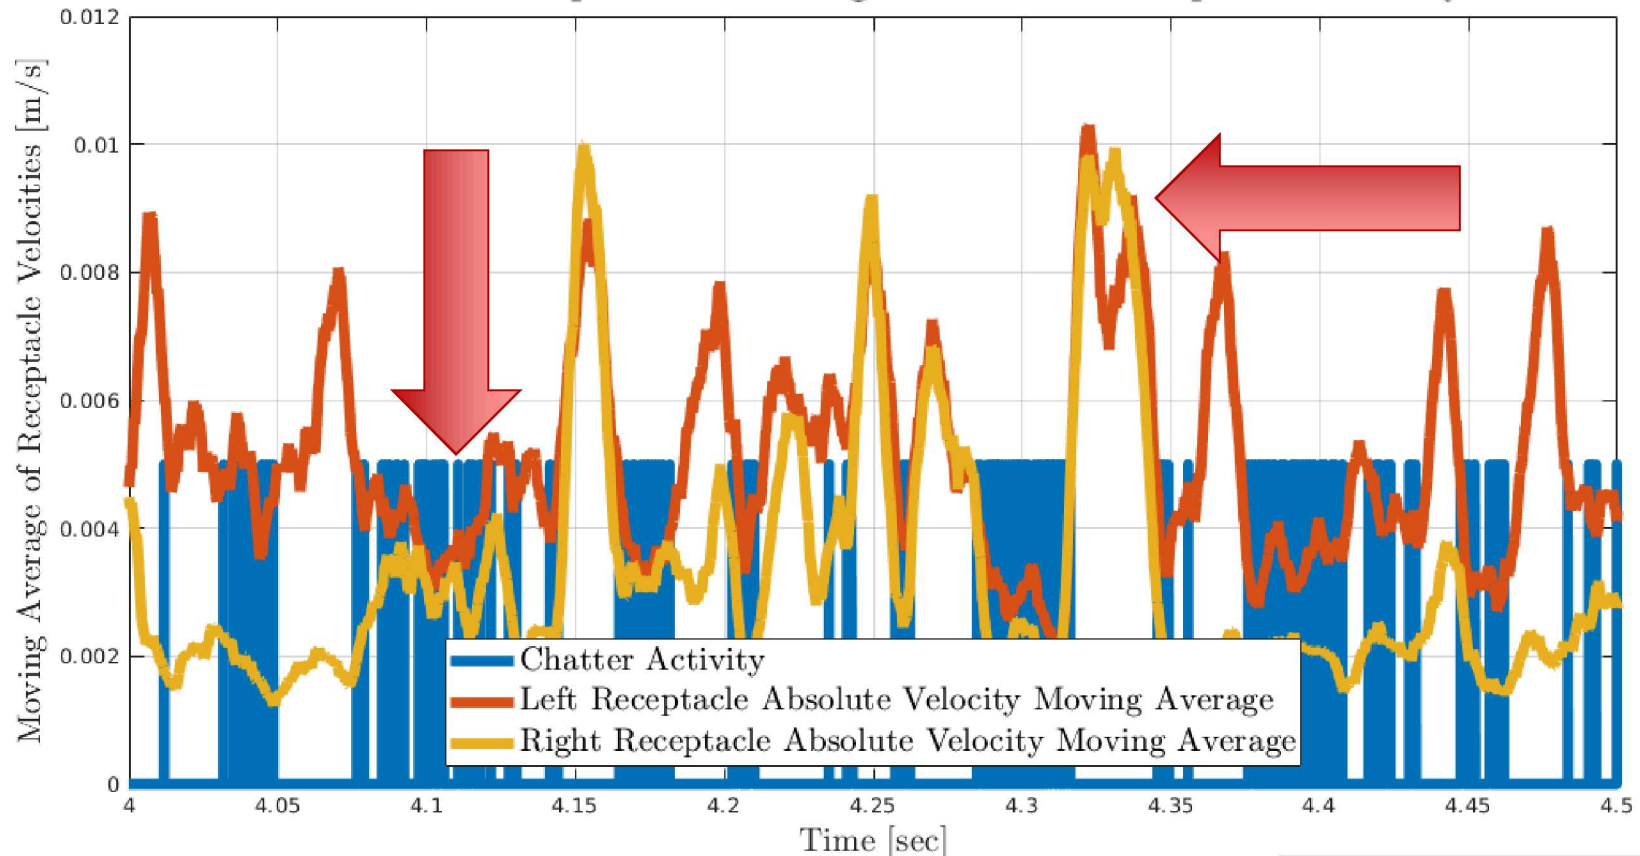 0.012
0.01
0.008
0.006
0.004
0.002
0
Moving Average of Receptacle Velocities [m/s]
Chatter Activity
Left Receptacle Absolute Velocity Moving Average
Right Receptacle Absolute Velocity Moving Average
4 4.05 4.1 4.15 4.2 4.25 4.3 4.35 4.4 4.45 4.5
Time [sec]